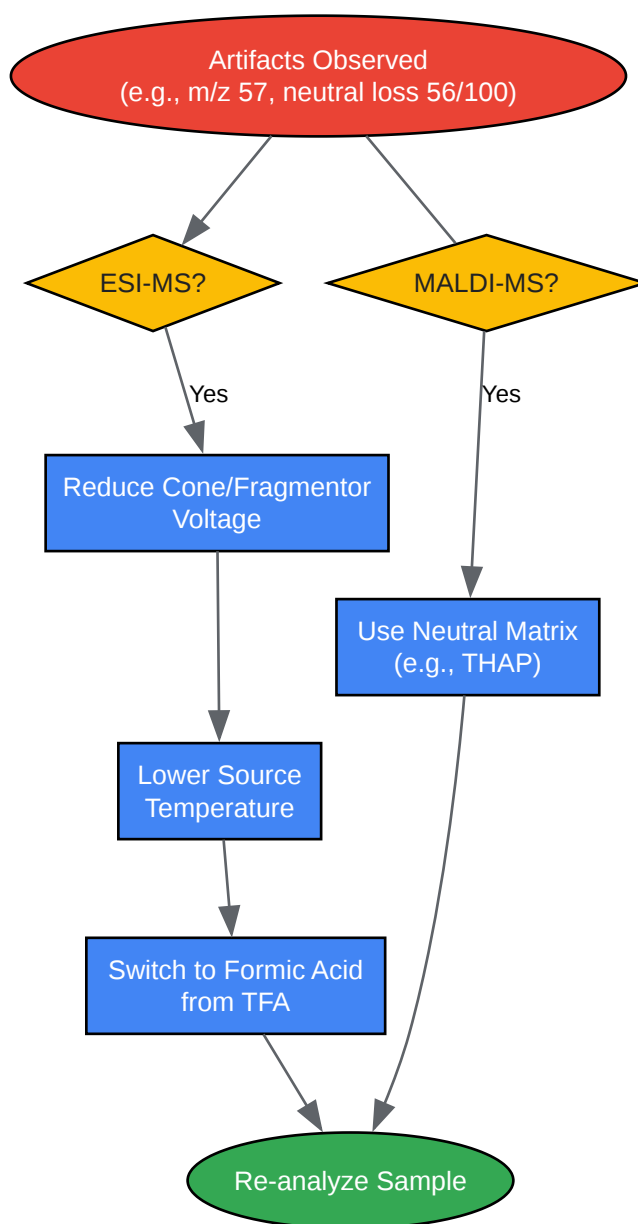 Artifacts Observed
(e.g., m/z 57, neutral loss 56/100)
ESI-MS?
MALDI-MS?
Yes
Yes
Reduce Cone/Fragmentor
Voltage
Use Neutral Matrix
(e.g., THAP)
Lower Source
Temperature
Switch to Formic Acid
from TFA
Re-analyze Sample